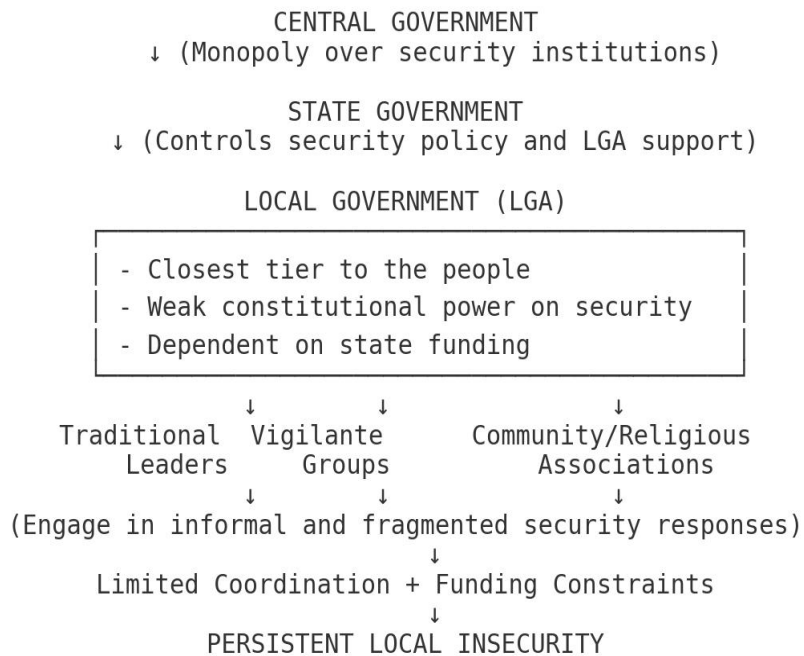 CENTRAL GOVERNMENT
↓ (Monopoly over security institutions)
STATE GOVERNMENT
↓ (Controls security policy and LGA support)
LOCAL GOVERNMENT (LGA)
- Closest tier to the people
- Weak constitutional power on security
- Dependent on state funding
↓ ↓ ↓
Traditional Vigilante Community/Religious
Leaders Groups Associations
↓ ↓ ↓
(Engage in informal and fragmented security responses)
↓
Limited Coordination + Funding Constraints
↓
PERSISTENT LOCAL INSECURITY